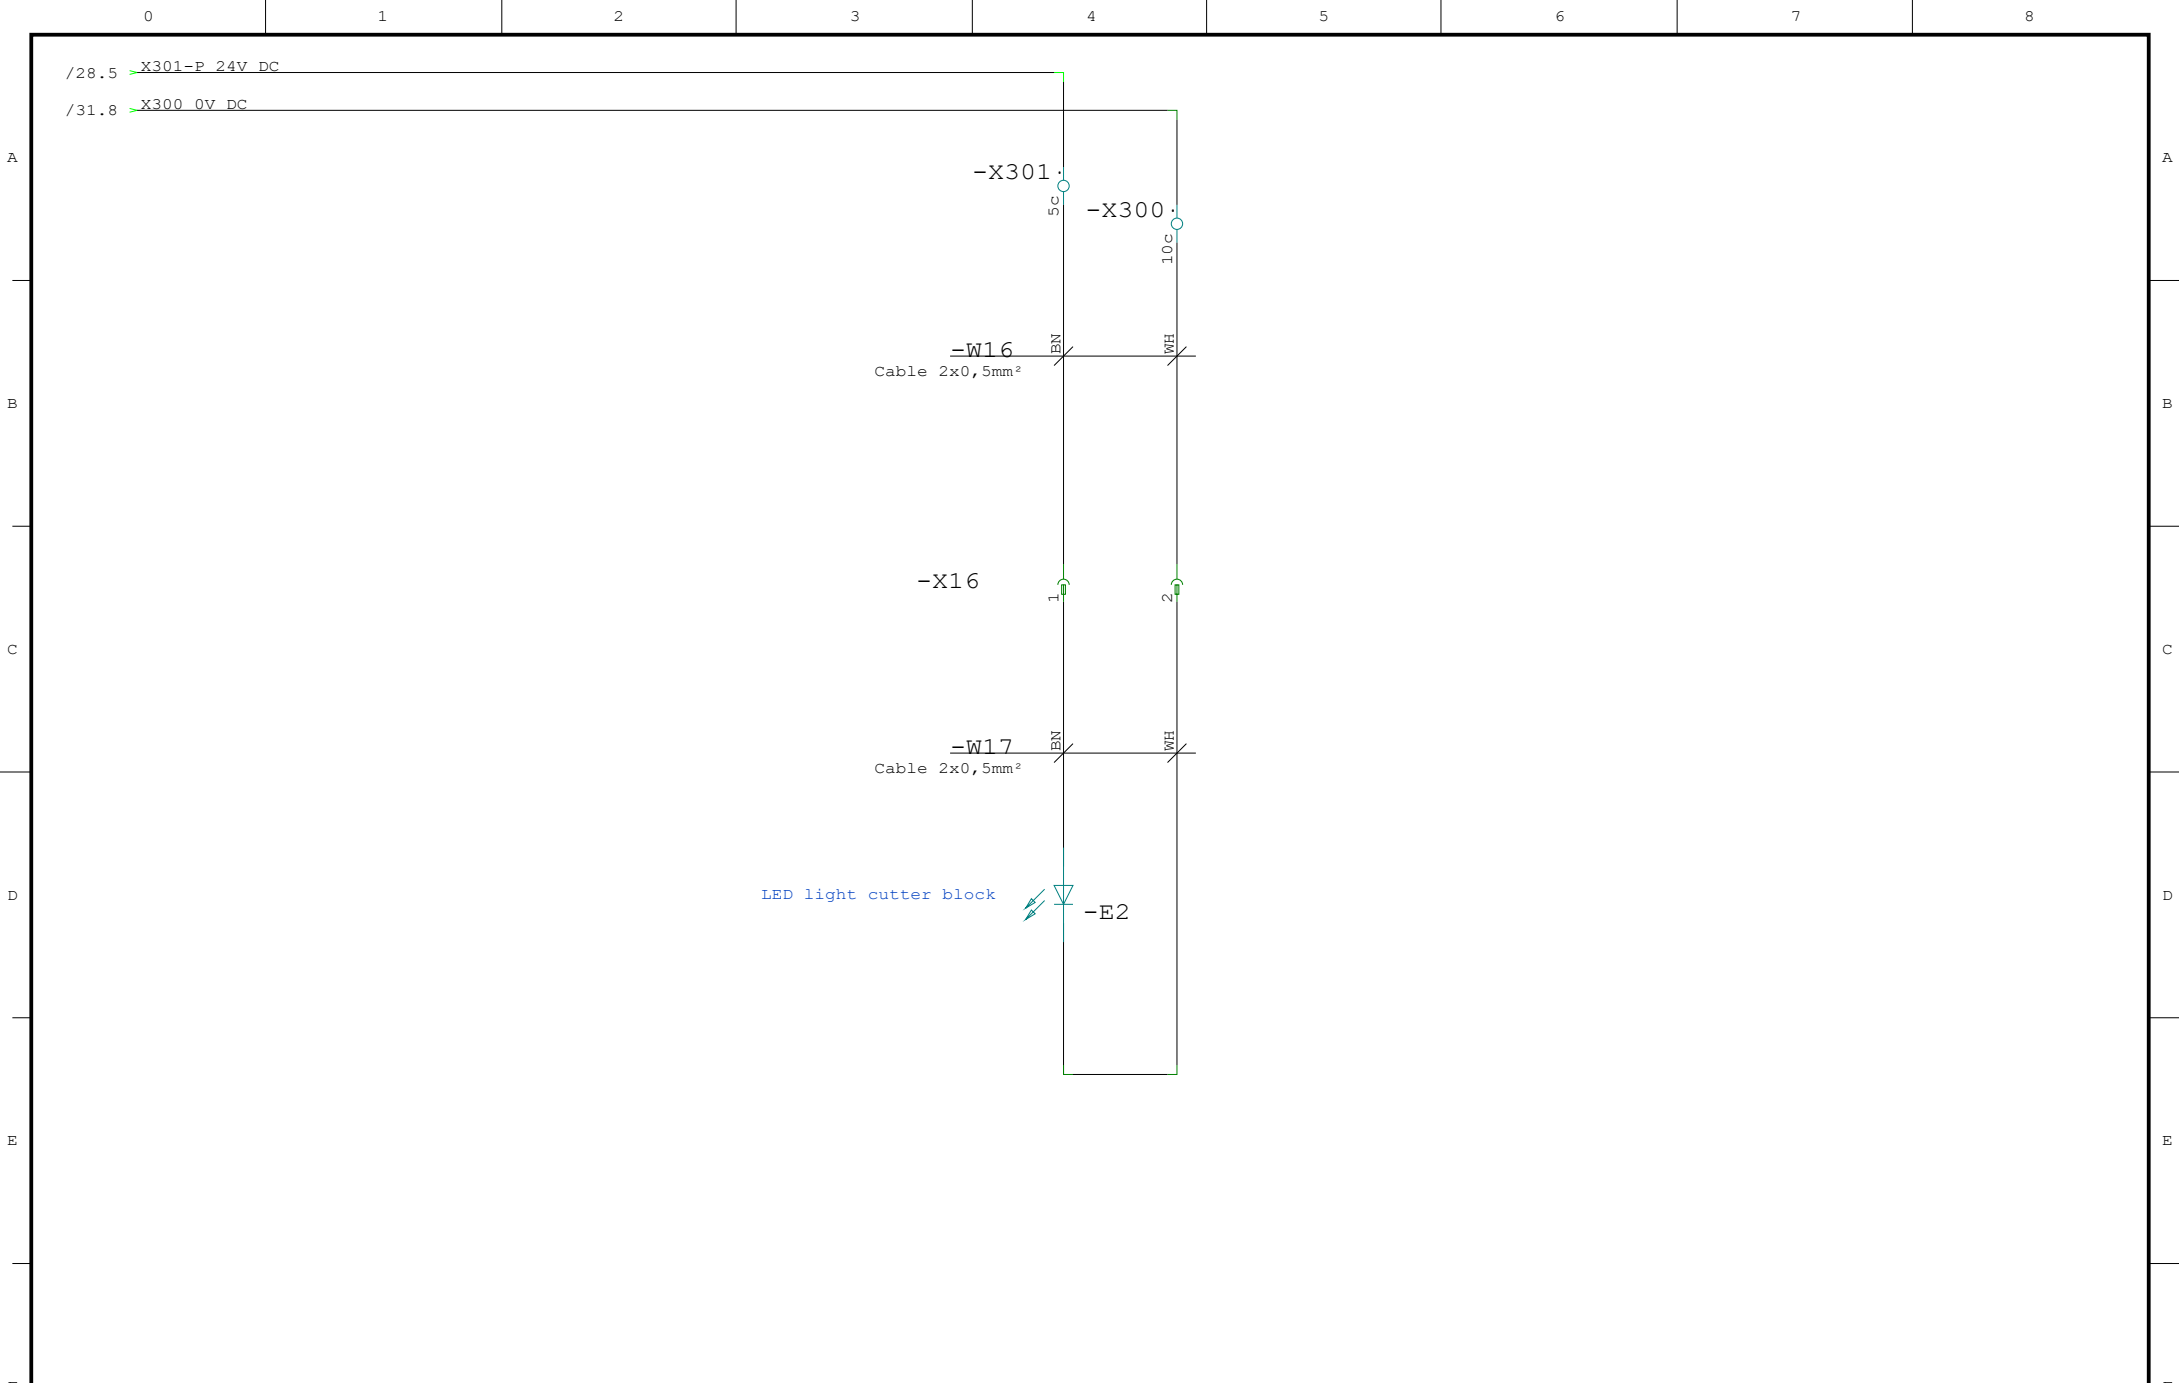 0 1 2 3 4 5 6 7 8
/28.5 X301-P 24V DC
/31.8 X300 0V DC
A A
-X301
5c
-X300
10c
-W16 BN WH
Cable 2x0,5mm²
B B
-X16 1 2
C C
-W17 BN WH
Cable 2x0,5mm²
D D
LED light cutter block
-E2
E E